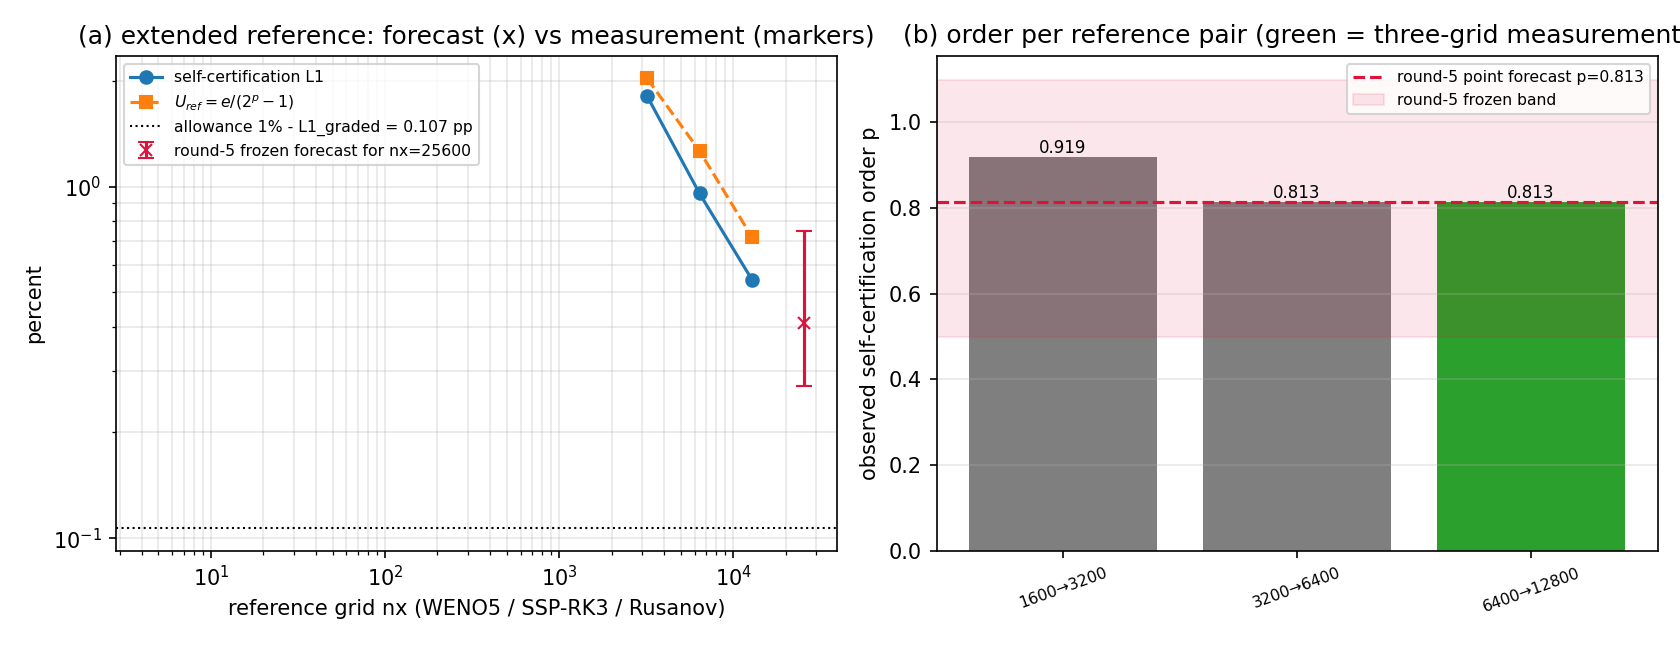 (a) extended reference: forecast (x) vs measurement (markers)
self-certification L1
U_ref = e/(2^p − 1)
allowance 1% - L1_graded = 0.107 pp
round-5 frozen forecast for nx=25600
percent
10^0
10^-1
10^1
10^2
10^3
10^4
reference grid nx (WENO5 / SSP-RK3 / Rusanov)
(b) order per reference pair (green = three-grid measurement
round-5 point forecast p=0.813
round-5 frozen band
observed self-certification order p
1.0
0.8
0.6
0.4
0.2
0.0
0.919
0.813
0.813
1600→3200
3200→6400
6400→12800